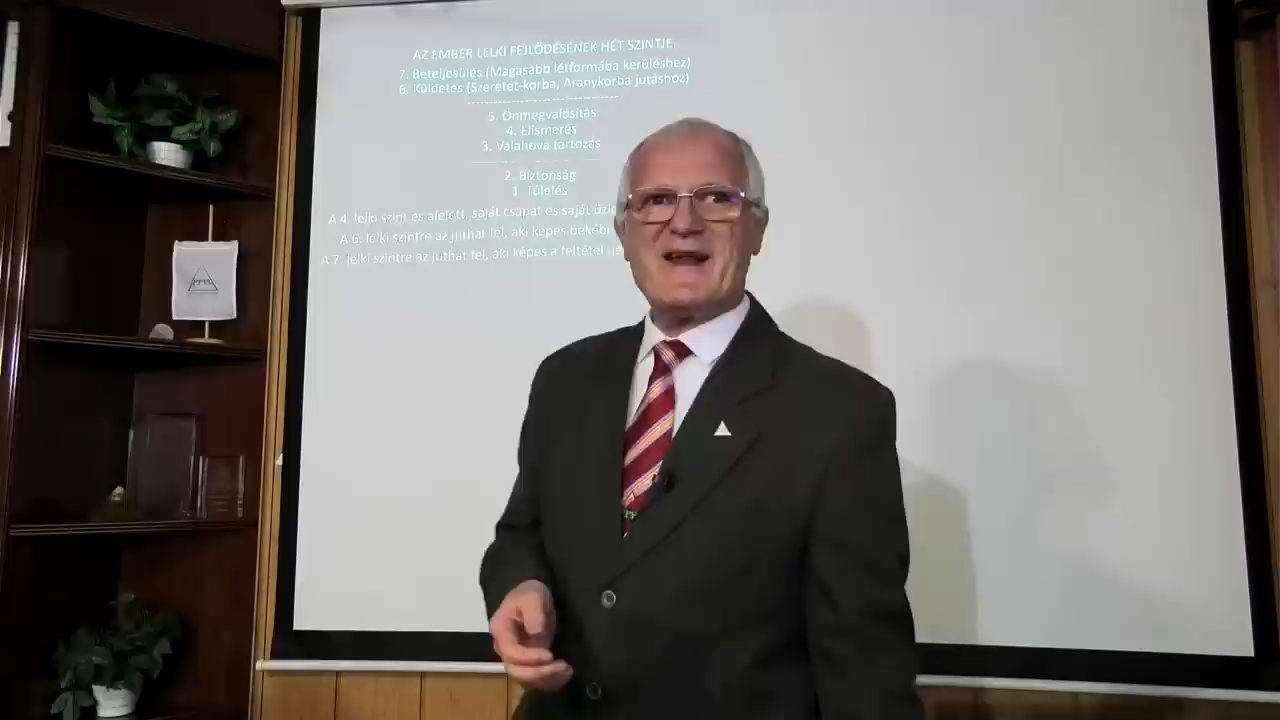 AZ EMBER LELKI FEJLŐDÉSÉNEK HÉT SZINTJE
7. Beteljesülés (Magasabb létformába kerüléshez)
6. Küldetés (Szeretet-korba, Aranykorba jutáshoz)
5. Önmegvalósítás
4. Elismerés
3. Valahova tartozás
2. Biztonság
1. Túlélés
A 4. lelki szint és afelett, saját csapat és saját
A 6. lelki szintre az juthat fel, aki képes
A 7. lelki szintre az juthat fel, aki képes a feltétel